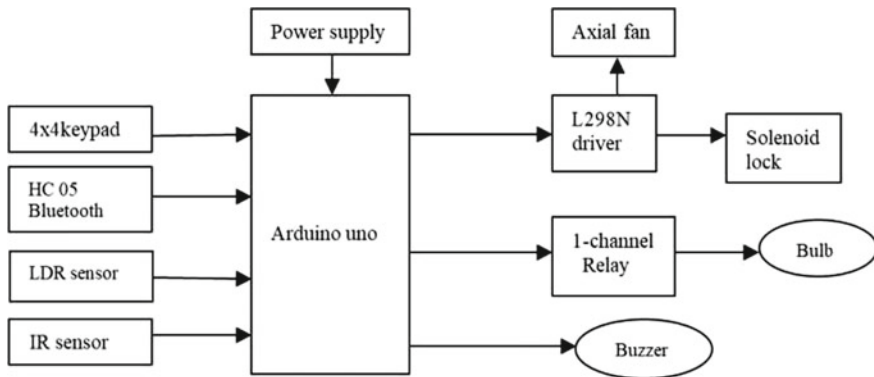 Power supply
Axial fan
4x4keypad
HC 05
Bluetooth
LDR sensor
IR sensor
Arduino uno
L298N
driver
Solenoid
lock
1-channel
Relay
Bulb
Buzzer